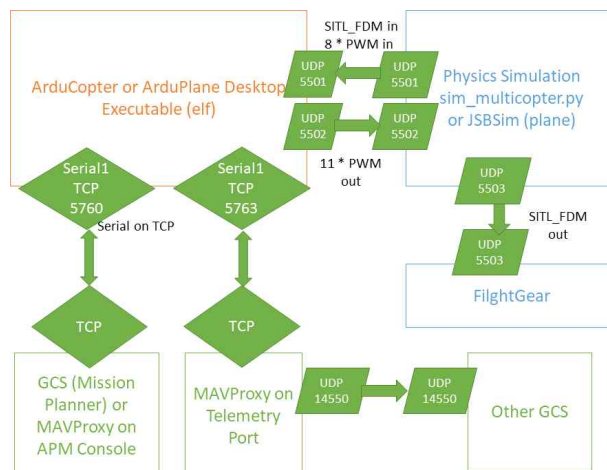 SITL_FDM in
8 * PWM in
UDP
5501
UDP
5501
ArduCopter or ArduPlane Desktop
Executable (elf)
Physics Simulation
sim_multicopter.py
or JSBSim (plane)
UDP
5502
UDP
5502
11 * PWM
out
Serial1
TCP
5760
Serial1
TCP
5763
Serial on TCP
UDP
5503
SITL_FDM
out
UDP
5503
FilghtGear
TCP
TCP
GCS (Mission
Planner) or
MAVProxy on
APM Console
MAVProxy on
Telemetry
Port
UDP
14550
UDP
14550
Other GCS